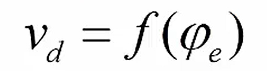 v_d = f(φ_e)